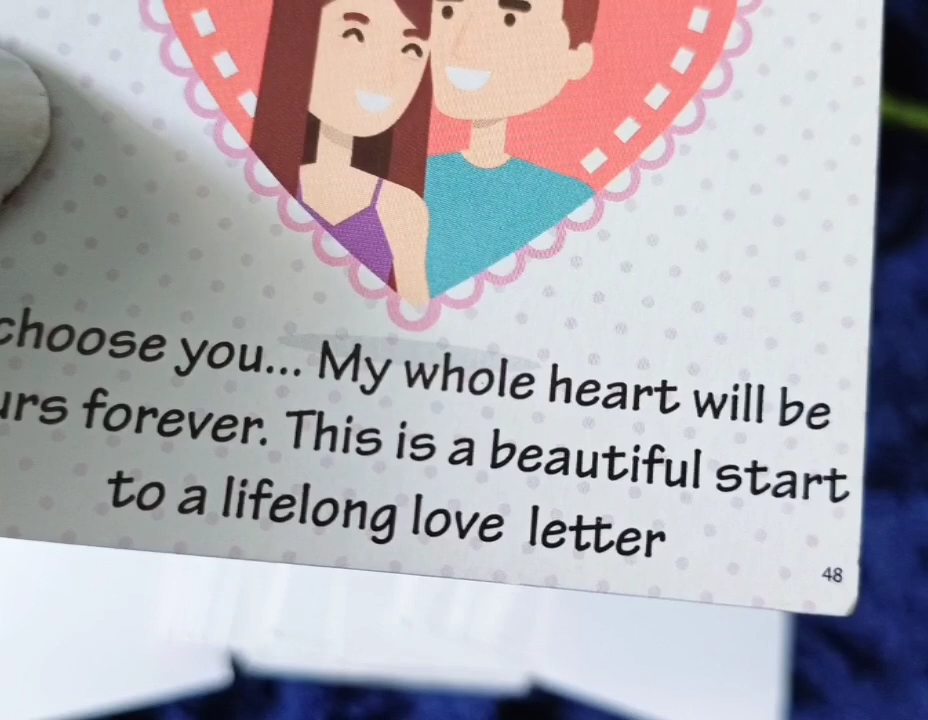 choose you... My whole heart will be
urs forever. This is a beautiful start
to a lifelong love letter
48